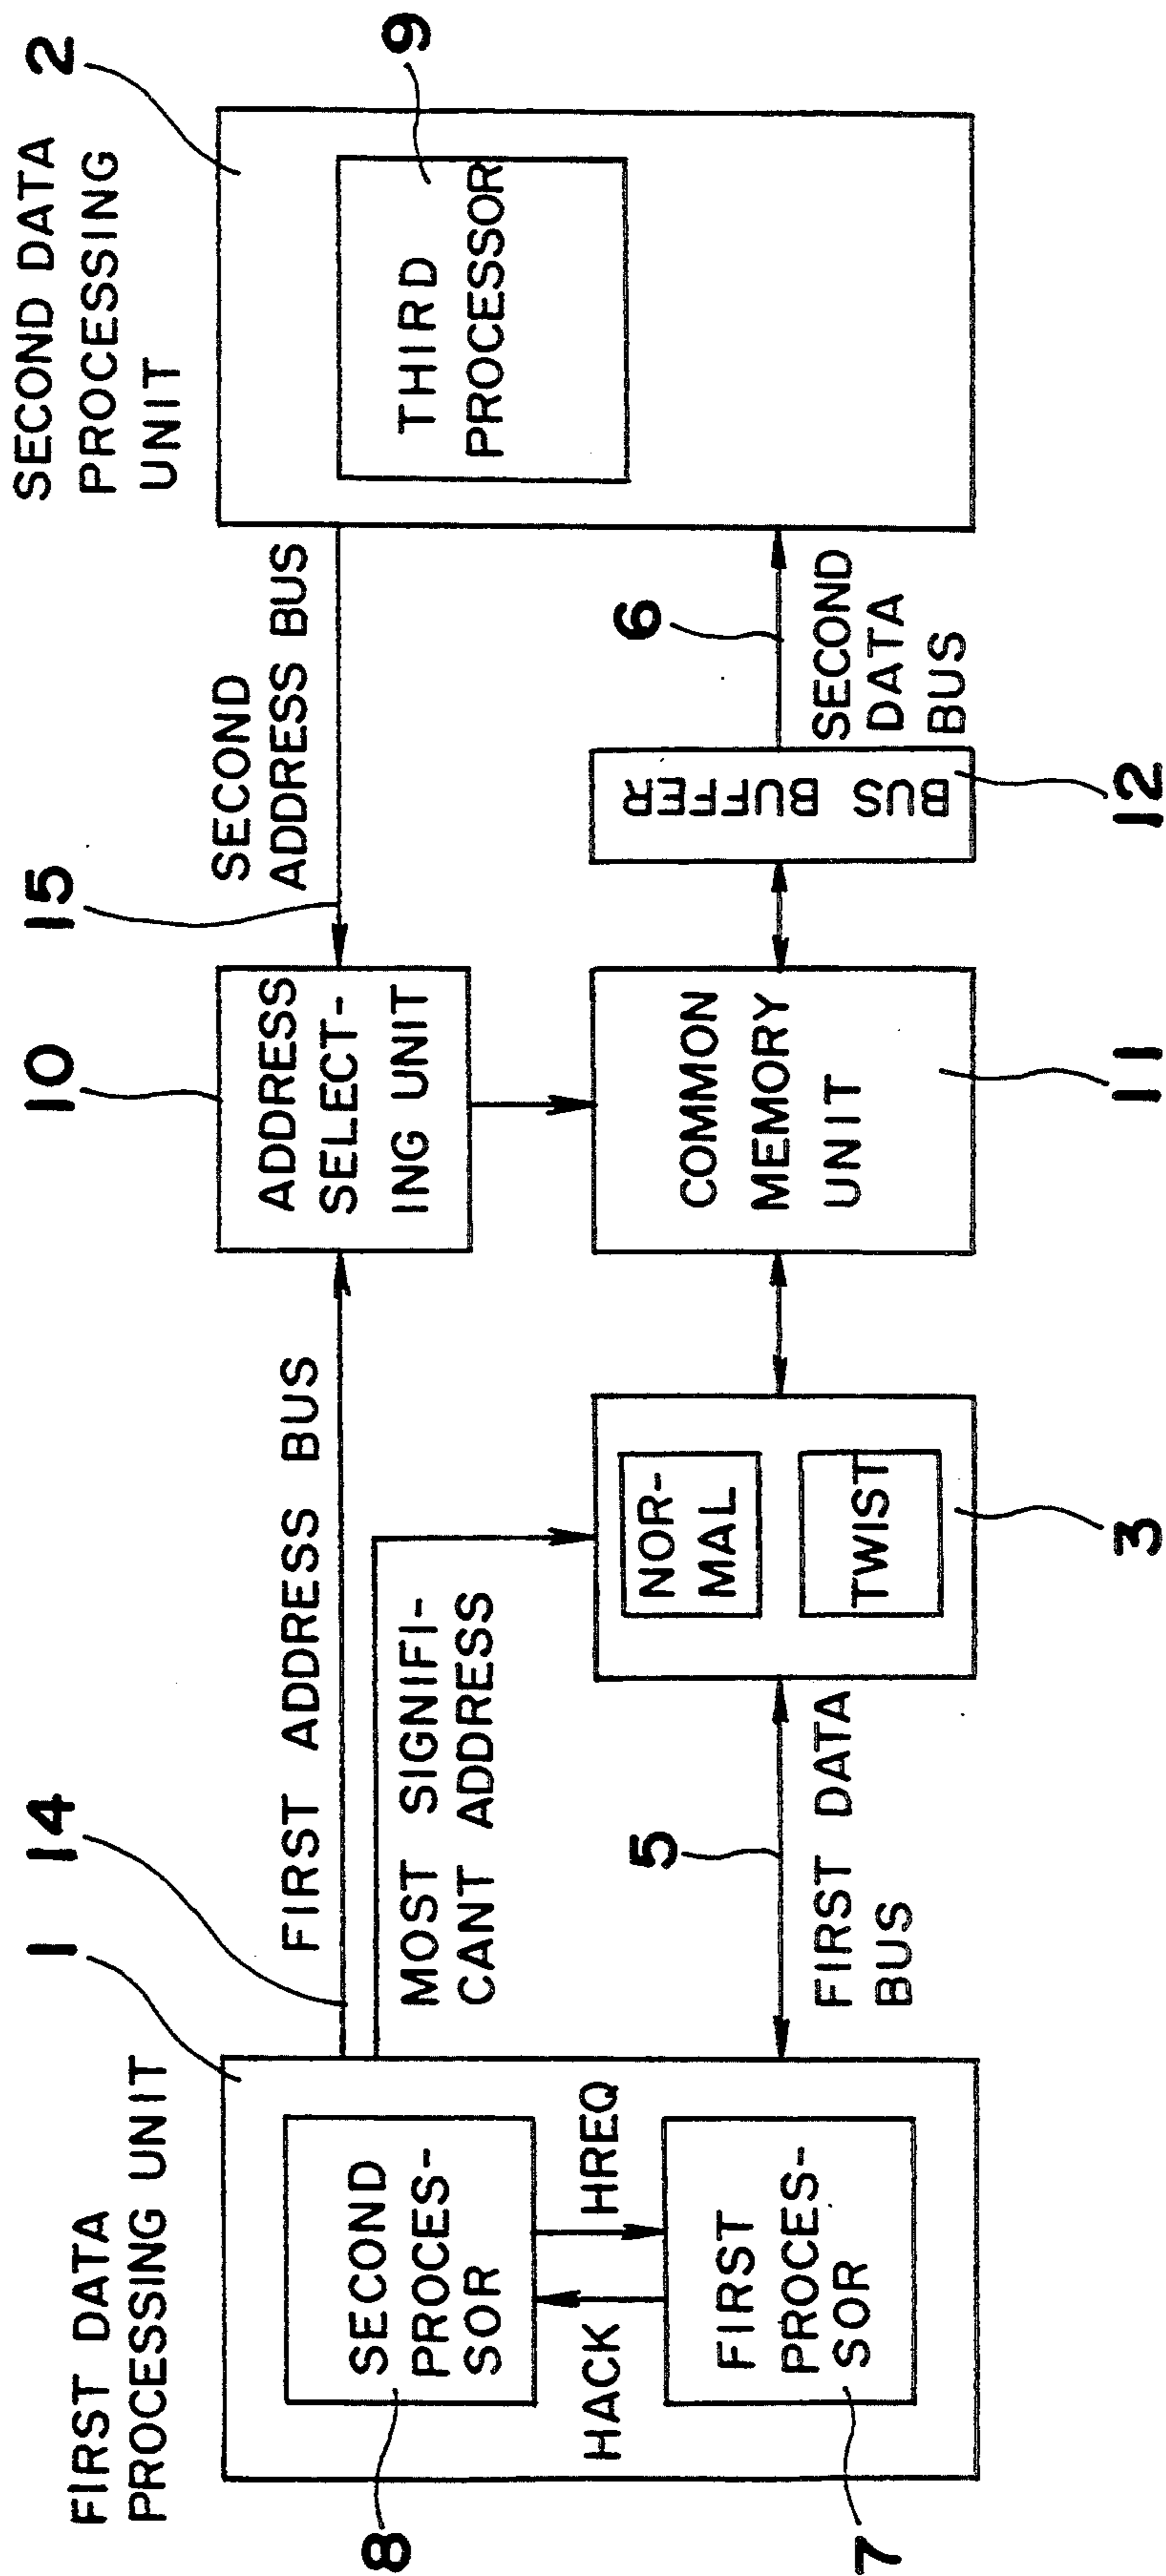 FIRST DATA
PROCESSING UNIT
1
14
FIRST ADDRESS BUS
MOST SIGNIFI-
CANT ADDRESS
SECOND
PROCES-
SOR
8
HACK
HREQ
FIRST
PROCES-
SOR
7
5
FIRST DATA
BUS
NOR-
MAL
TWIST
3
10
ADDRESS
SELECT-
ING UNIT
15
SECOND
ADDRESS BUS
COMMON
MEMORY
UNIT
11
BUS BUFFER
12
6
SECOND
DATA
BUS
SECOND DATA
PROCESSING
UNIT
2
THIRD
PROCESSOR
9